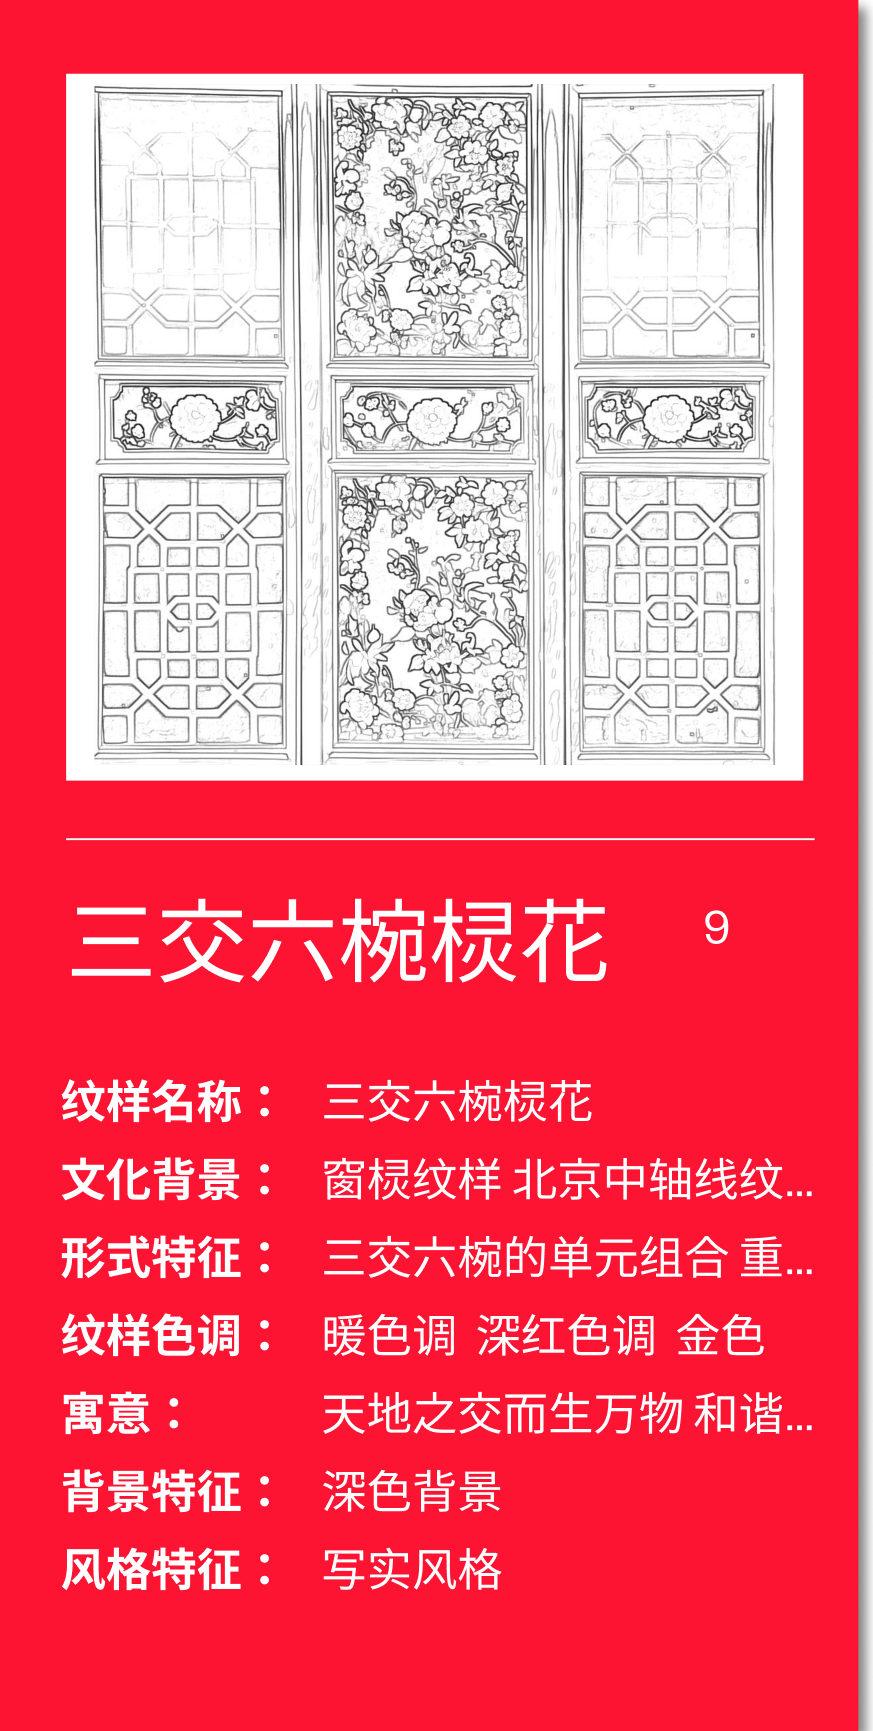 三交六椀棂花
9
纹样名称： 三交六椀棂花
文化背景： 窗棂纹样 北京中轴线纹...
形式特征： 三交六椀的单元组合 重...
纹样色调： 暖色调 深红色调 金色
寓意： 天地之交而生万物 和谐...
背景特征： 深色背景
风格特征： 写实风格